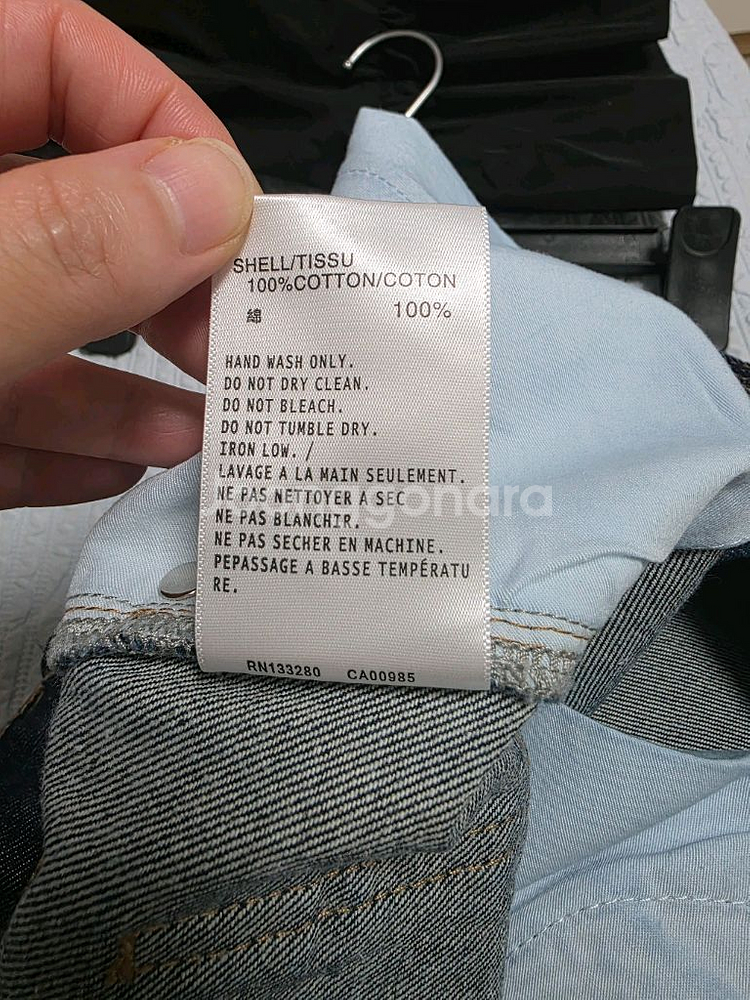 SHELL/TISSU
100%COTTON/COTON
綿 100%
HAND WASH ONLY.
DO NOT DRY CLEAN.
DO NOT BLEACH.
DO NOT TUMBLE DRY.
IRON LOW. /
LAVAGE A LA MAIN SEULEMENT.
NE PAS NETTOYER A SEC
NE PAS BLANCHIR.
NE PAS SECHER EN MACHINE.
PEPASSAGE A BASSE TEMPÉRATU
RE.
RN133280 CA00985